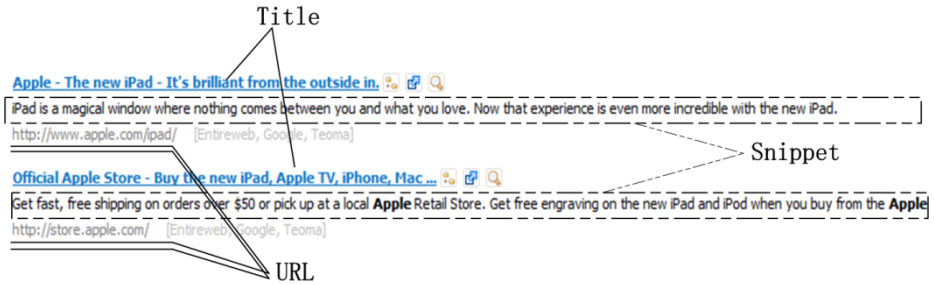 Title
Apple - The new iPad - It's brilliant from the outside in.
iPad is a magical window where nothing comes between you and what you love. Now that experience is even more incredible with the new iPad.
http://www.apple.com/ipad/ [Entireweb, Google, Teoma]
Snippet
Official Apple Store - Buy the new iPad, Apple TV, iPhone, Mac ...
Get fast, free shipping on orders over $50 or pick up at a local Apple Retail Store. Get free engraving on the new iPad and iPod when you buy from the Apple
http://store.apple.com/ [Entireweb, Google, Teoma]
URL